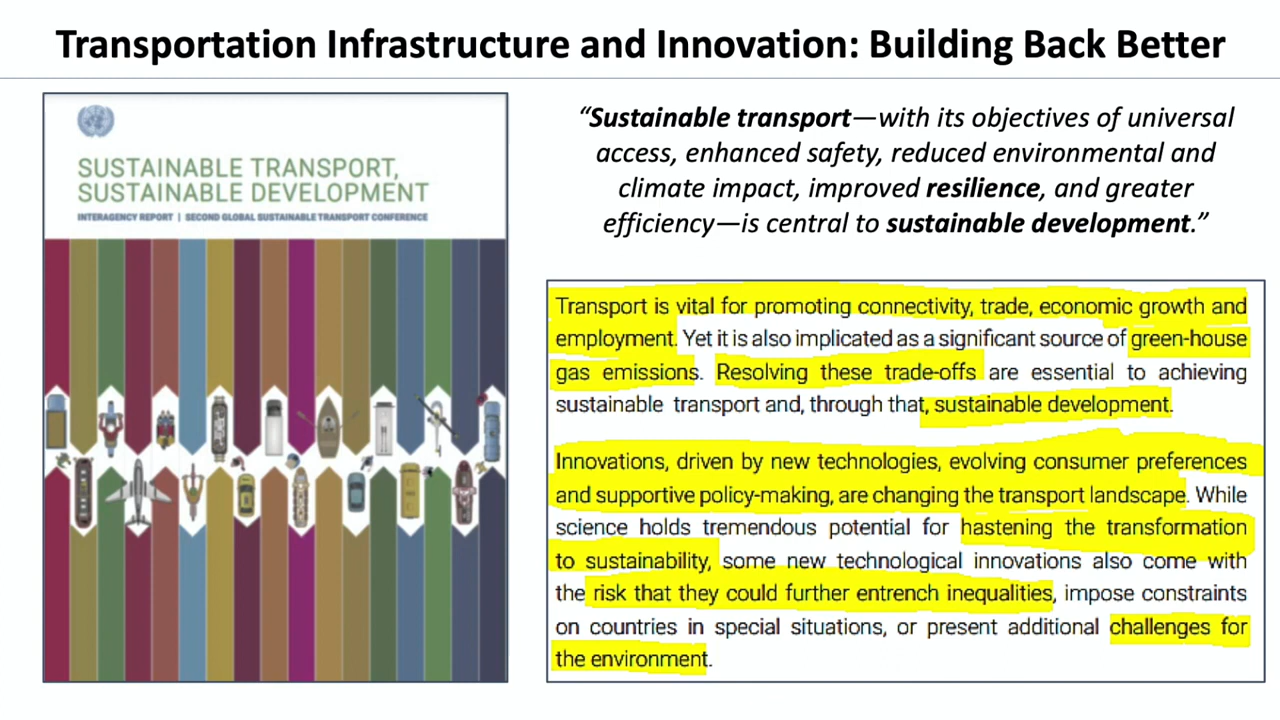 Transportation Infrastructure and Innovation: Building Back Better
SUSTAINABLE TRANSPORT,
SUSTAINABLE DEVELOPMENT
INTERAGENCY REPORT | SECOND GLOBAL SUSTAINABLE TRANSPORT CONFERENCE
“Sustainable transport—with its objectives of universal
access, enhanced safety, reduced environmental and
climate impact, improved resilience, and greater
efficiency—is central to sustainable development.”
Transport is vital for promoting connectivity, trade, economic growth and
employment. Yet it is also implicated as a significant source of green-house
gas emissions. Resolving these trade-offs are essential to achieving
sustainable transport and, through that, sustainable development.
Innovations, driven by new technologies, evolving consumer preferences
and supportive policy-making, are changing the transport landscape. While
science holds tremendous potential for hastening the transformation
to sustainability, some new technological innovations also come with
the risk that they could further entrench inequalities, impose constraints
on countries in special situations, or present additional challenges for
the environment.